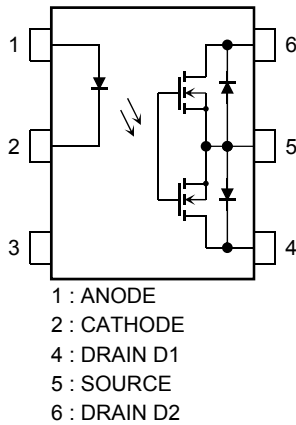 1
6
2
5
3
4
1 : ANODE
2 : CATHODE
4 : DRAIN D1
5 : SOURCE
6 : DRAIN D2